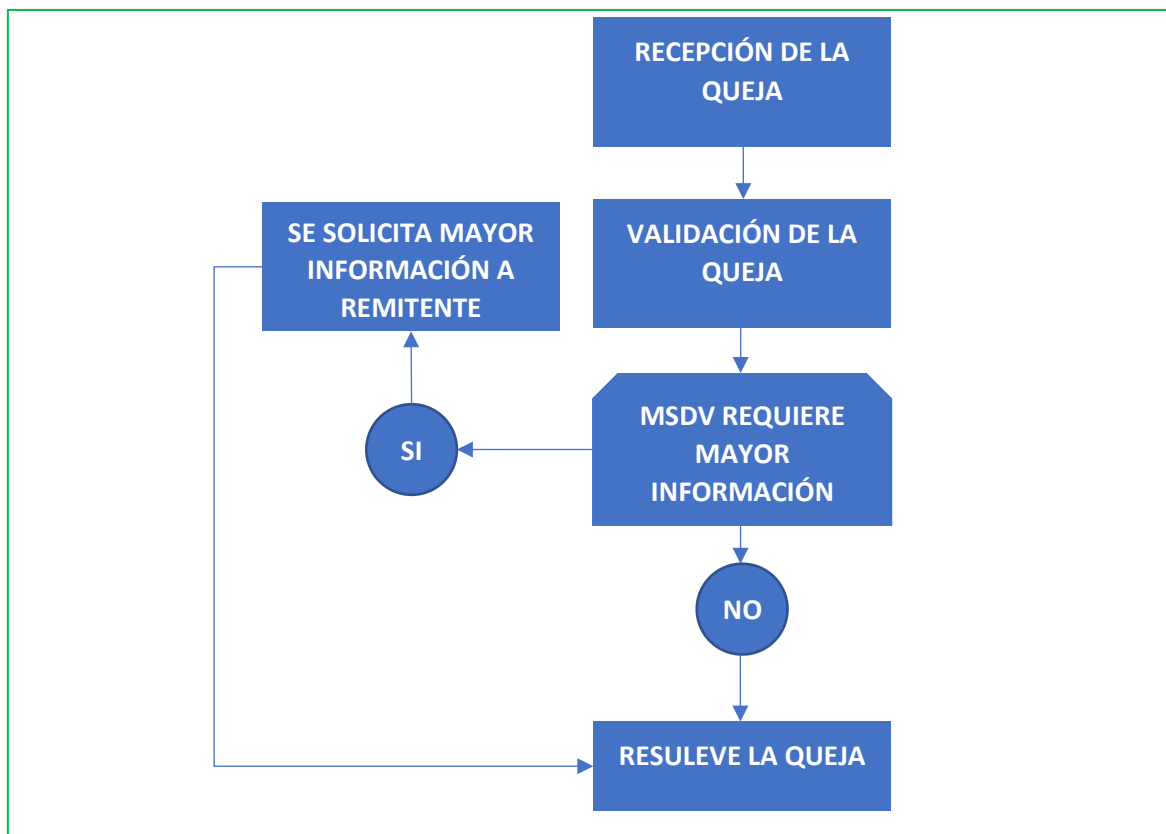 RECEPCIÓN DE LA
QUEJA
VALIDACIÓN DE LA
QUEJA
SE SOLICITA MAYOR
INFORMACIÓN A
REMITENTE
MSDV REQUIERE
MAYOR
INFORMACIÓN
SI
NO
RESULEVE LA QUEJA